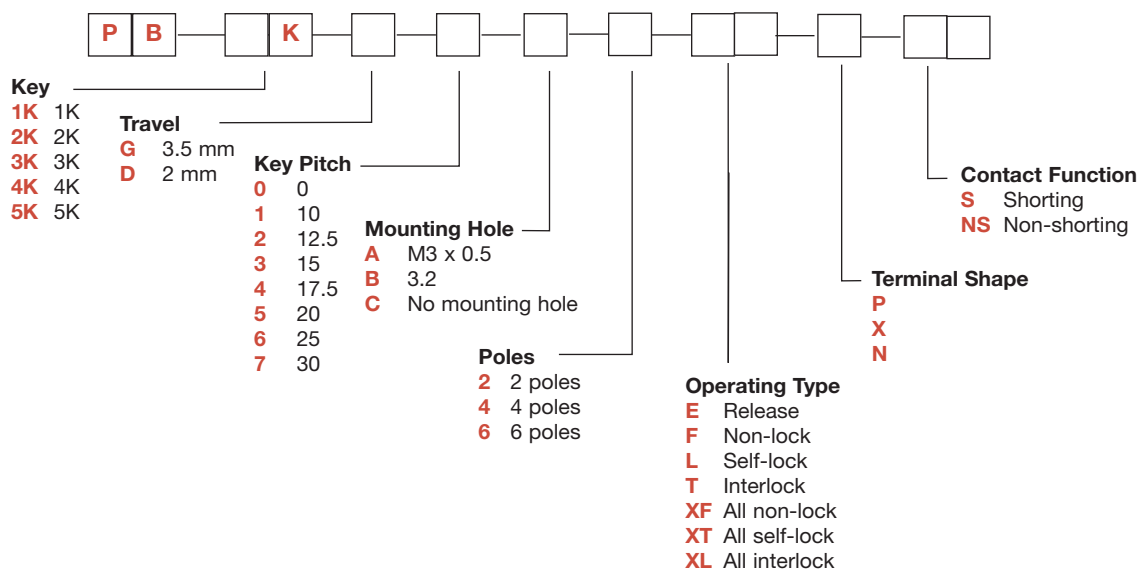 P B K
Key
1K 1K
2K 2K
3K 3K
4K 4K
5K 5K
Travel
G 3.5 mm
D 2 mm
Key Pitch
0 0
1 10
2 12.5
3 15
4 17.5
5 20
6 25
7 30
Mounting Hole
A M3 x 0.5
B 3.2
C No mounting hole
Poles
2 2 poles
4 4 poles
6 6 poles
Operating Type
E Release
F Non-lock
L Self-lock
T Interlock
XF All non-lock
XT All self-lock
XL All interlock
Terminal Shape
P
X
N
Contact Function
S Shorting
NS Non-shorting